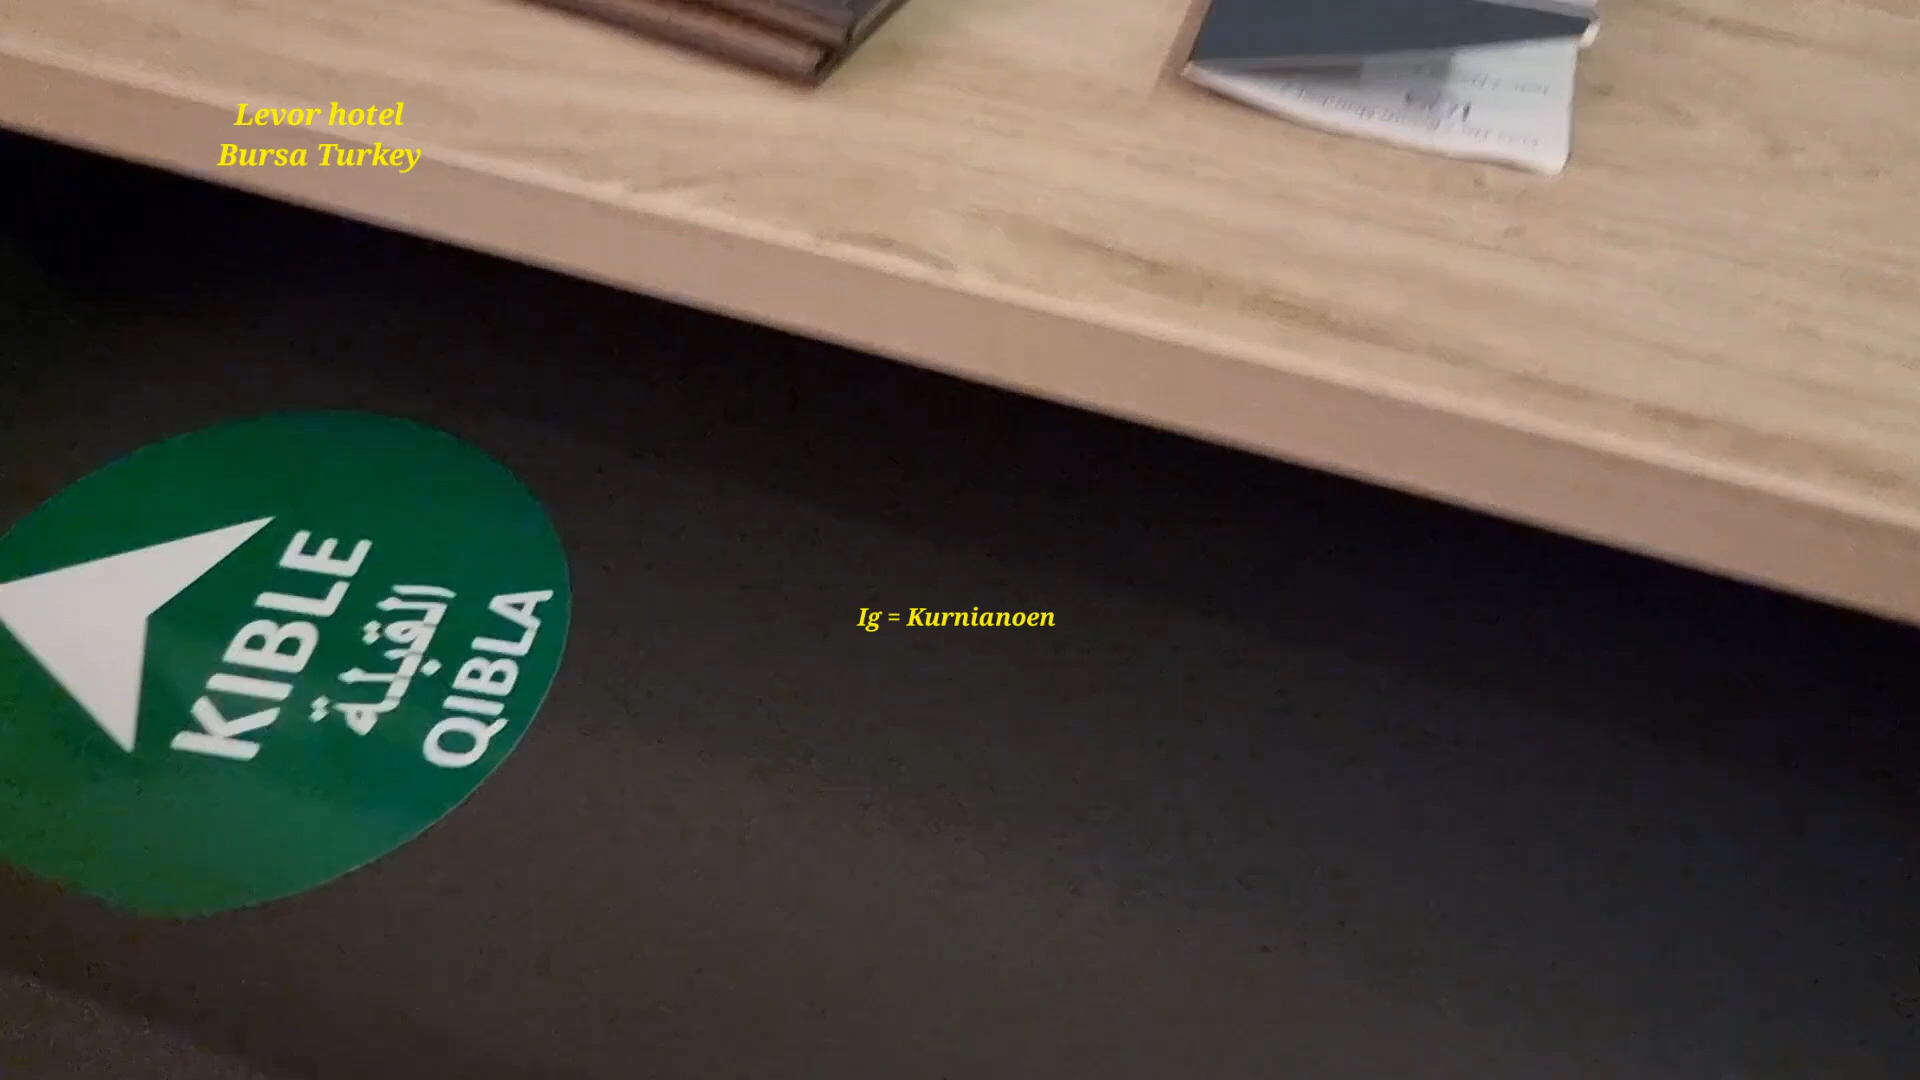 Levor hotel
Bursa Turkey
KIBLE
القبلة
QIBLA
Ig = Kurnianoen